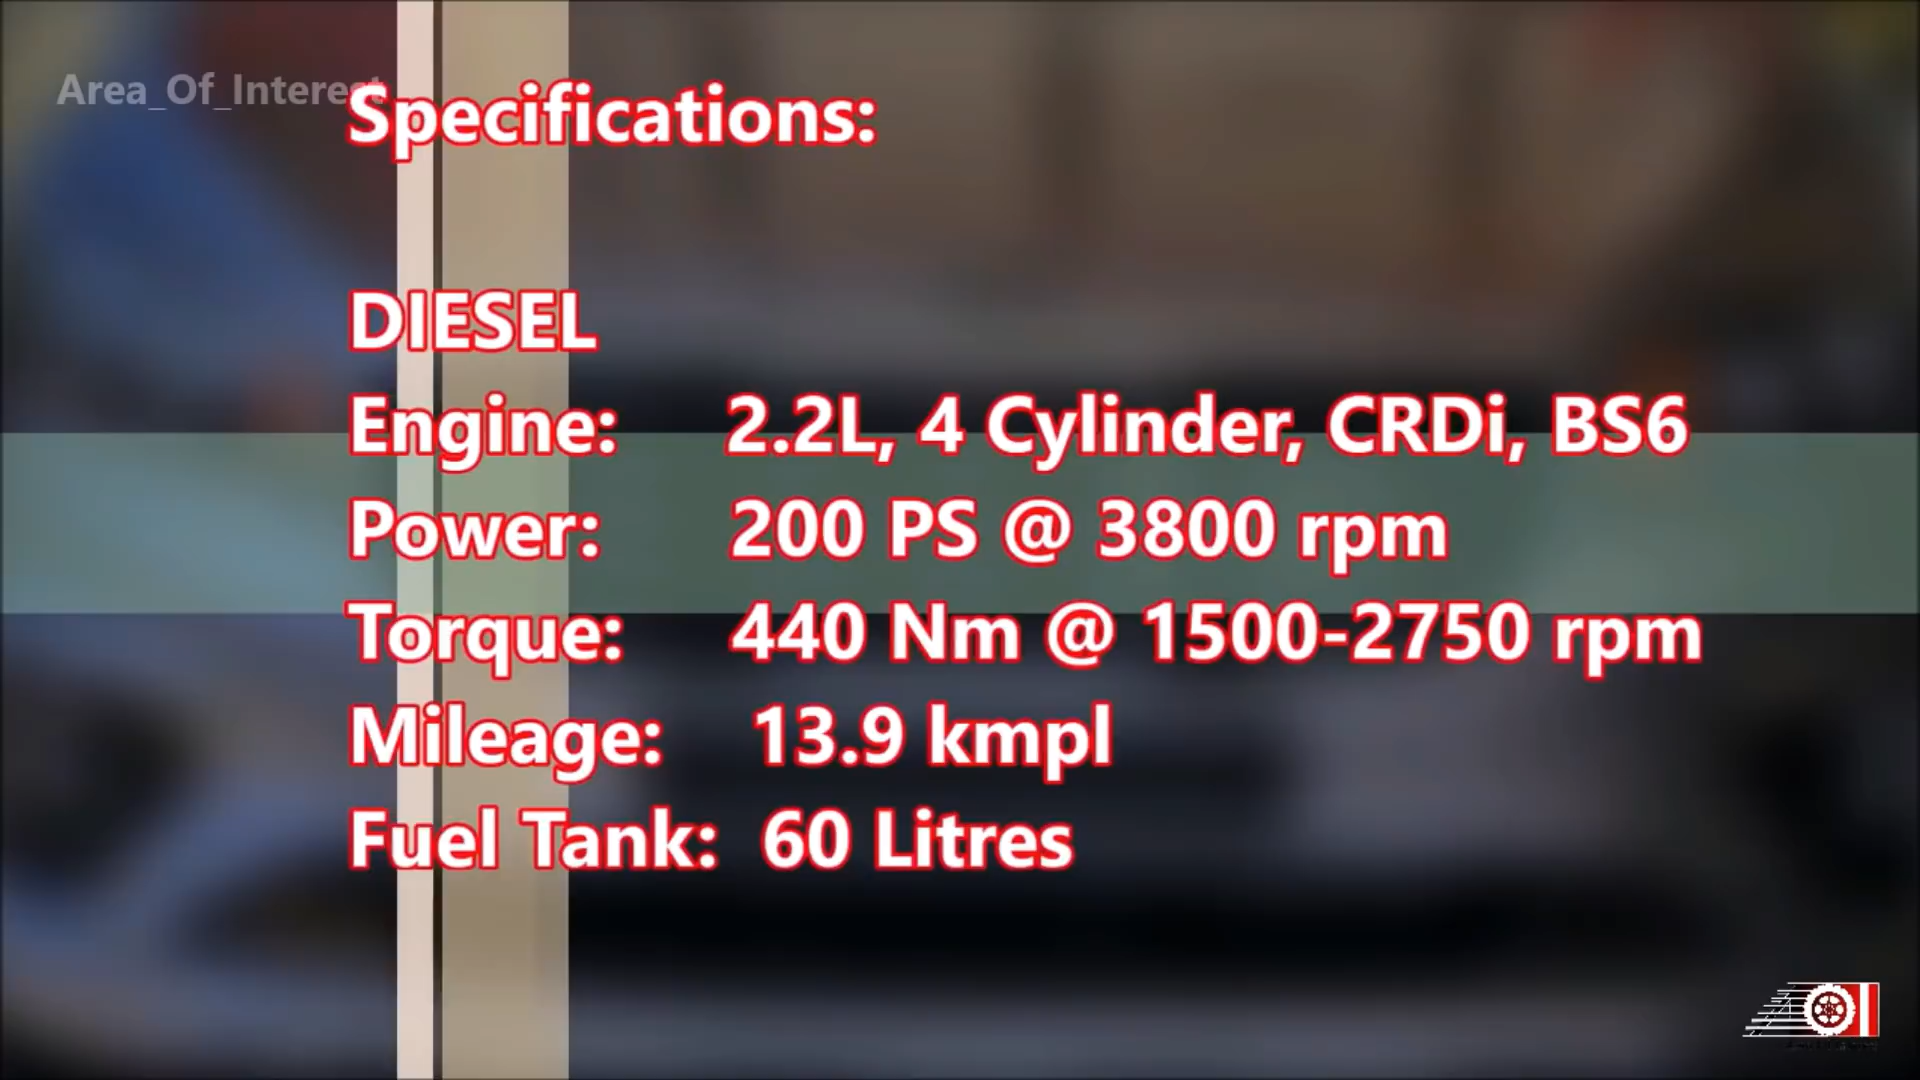 Area_Of_Interest
Specifications:
DIESEL
Engine: 2.2L, 4 Cylinder, CRDi, BS6
Power: 200 PS @ 3800 rpm
Torque: 440 Nm @ 1500-2750 rpm
Mileage: 13.9 kmpl
Fuel Tank: 60 Litres